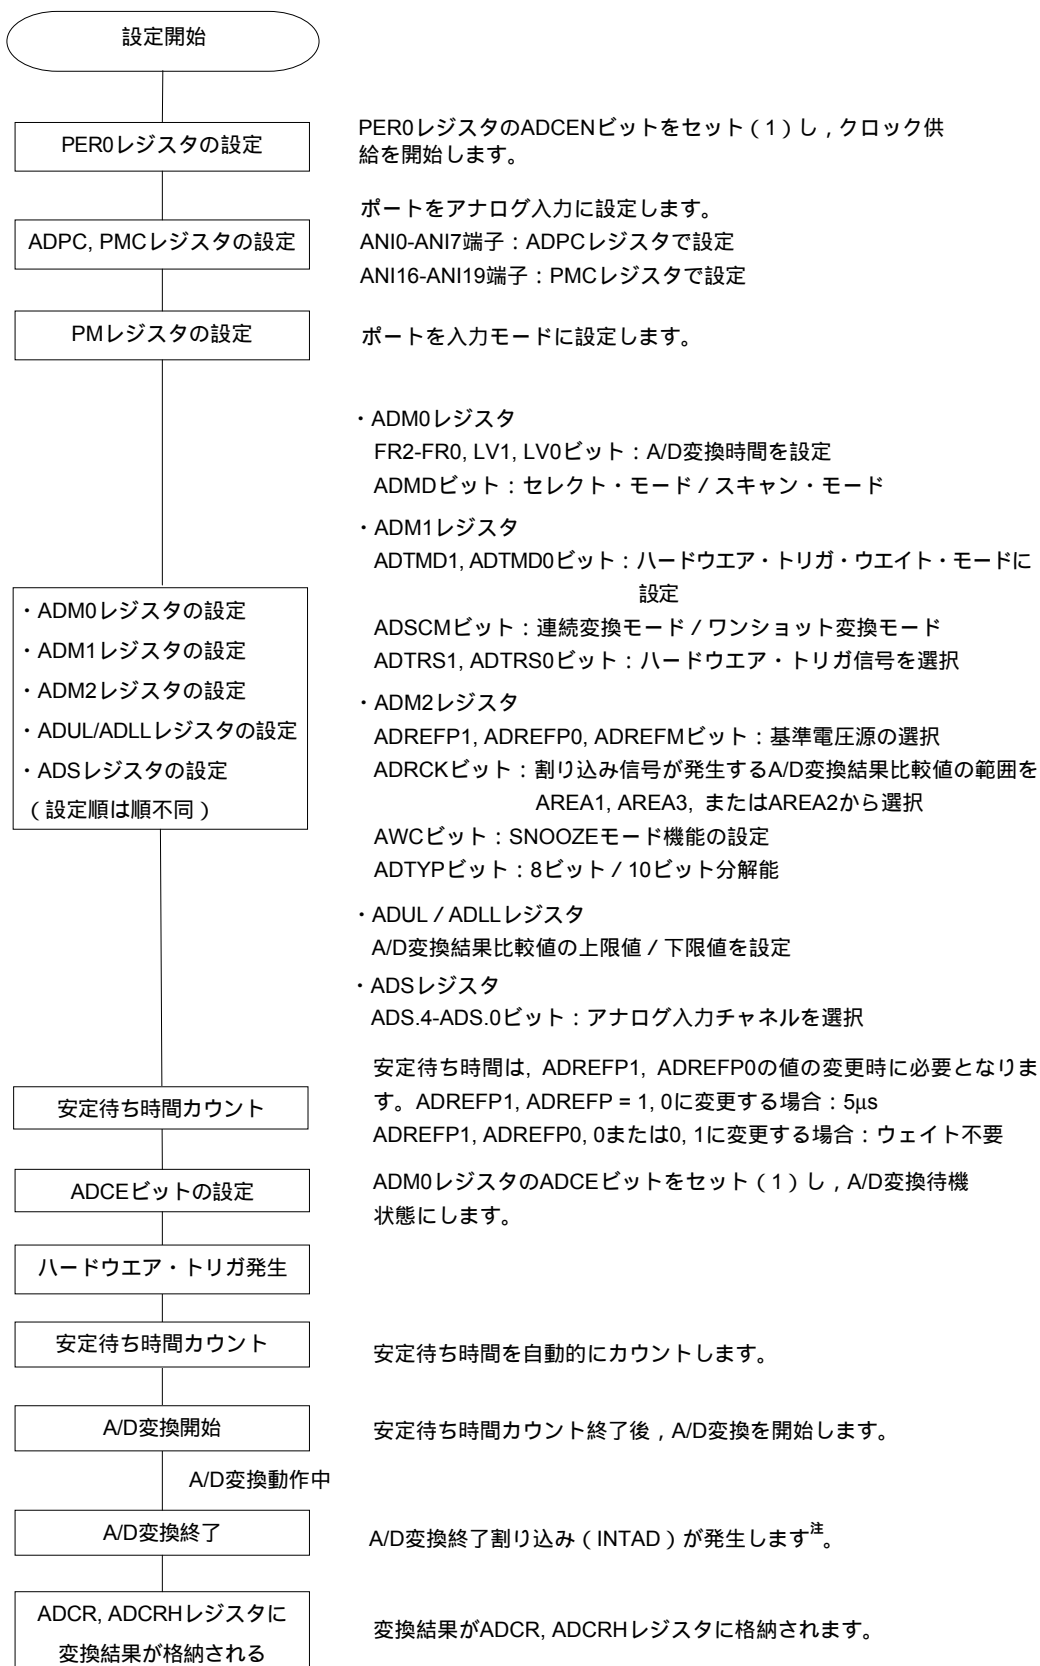 設定開始
PER0レジスタの設定
PER0レジスタのADCENビットをセット（1）し，クロック供
給を開始します。
ADPC, PMCレジスタの設定
ポートをアナログ入力に設定します。
ANI0-ANI7端子：ADPCレジスタで設定
ANI16-ANI19端子：PMCレジスタで設定
PMレジスタの設定
ポートを入力モードに設定します。
・ADM0レジスタの設定
・ADM1レジスタの設定
・ADM2レジスタの設定
・ADUL/ADLLレジスタの設定
・ADSレジスタの設定
（設定順は順不同）
・ADM0レジスタ
FR2-FR0, LV1, LV0ビット：A/D変換時間を設定
ADMDビット：セレクト・モード／スキャン・モード
・ADM1レジスタ
ADTMD1, ADTMD0ビット：ハードウエア・トリガ・ウエイト・モードに
設定
ADSCMビット：連続変換モード／ワンショット変換モード
ADTRS1, ADTRS0ビット：ハードウエア・トリガ信号を選択
・ADM2レジスタ
ADREFP1, ADREFP0, ADREFMビット：基準電圧源の選択
ADRCKビット：割り込み信号が発生するA/D変換結果比較値の範囲を
AREA1, AREA3, またはAREA2から選択
AWCビット：SNOOZEモード機能の設定
ADTYPビット：8ビット／10ビット分解能
・ADUL／ADLLレジスタ
A/D変換結果比較値の上限値／下限値を設定
・ADSレジスタ
ADS.4-ADS.0ビット：アナログ入力チャネルを選択
安定待ち時間カウント
安定待ち時間は, ADREFP1, ADREFP0の値の変更時に必要となりま
す。ADREFP1, ADREFP = 1, 0に変更する場合：5μs
ADREFP1, ADREFP0, 0または0, 1に変更する場合：ウェイト不要
ADCEビットの設定
ADM0レジスタのADCEビットをセット（1）し，A/D変換待機
状態にします。
ハードウエア・トリガ発生
安定待ち時間カウント
安定待ち時間を自動的にカウントします。
A/D変換開始
安定待ち時間カウント終了後，A/D変換を開始します。
A/D変換動作中
A/D変換終了
A/D変換終了割り込み（INTAD）が発生します注。
ADCR, ADCRHレジスタに
変換結果が格納される
変換結果がADCR, ADCRHレジスタに格納されます。